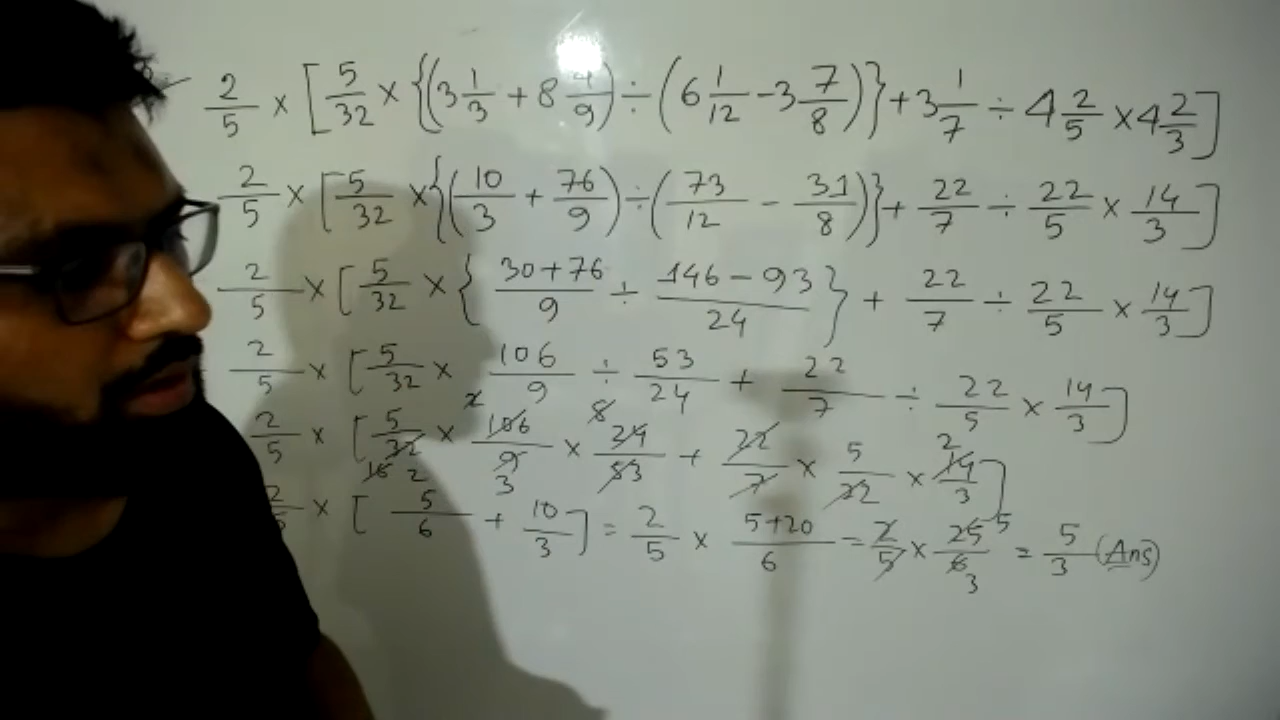 2/5 × [5/32 × {(3 1/3 + 8 4/9) ÷ (6 1/12 - 3 7/8)} + 3 1/7 ÷ 4 2/5 × 4 2/3]
2/5 × [5/32 × {(10/3 + 76/9) ÷ (73/12 - 31/8)} + 22/7 ÷ 22/5 × 14/3]
2/5 × [5/32 × { (30+76)/9 ÷ (146-93)/24 } + 22/7 ÷ 22/5 × 14/3]
2/5 × [5/32 × 106/9 ÷ 53/24 + 22/7 ÷ 22/5 × 14/3]
2/5 × [5/32 × 106/9 × 24/53 + 22/7 × 5/22 × 14/3]
2/5 × [5/6 + 10/3] = 2/5 × (5+20)/6 = 2/5 × 25/6 = 5/3 (Ans)